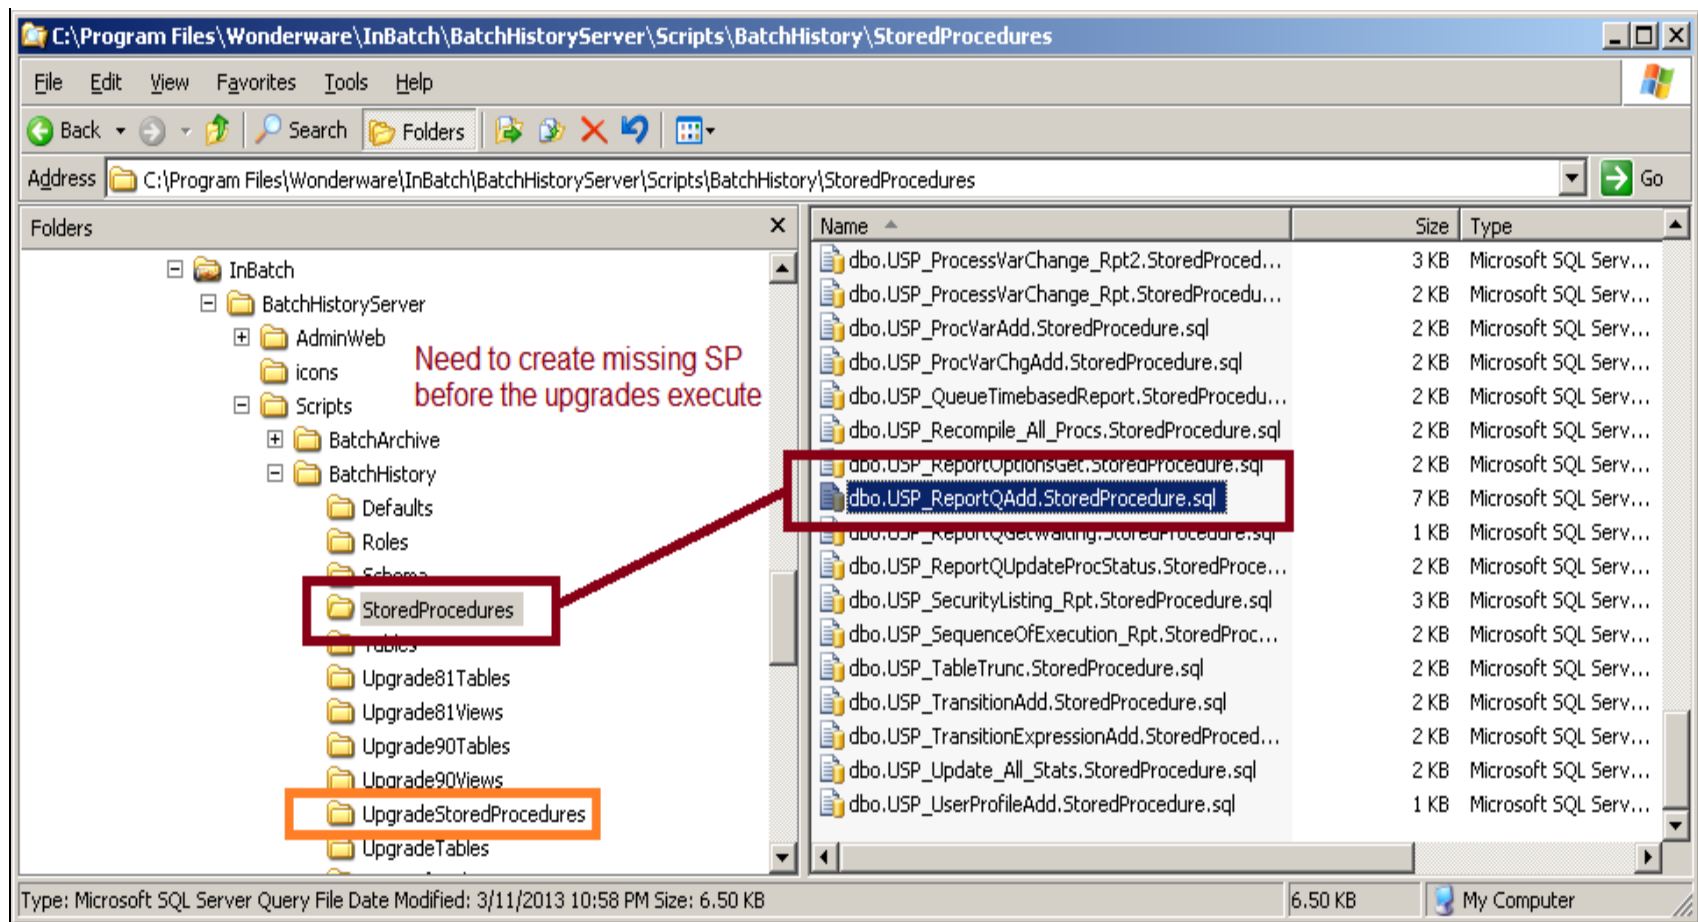 C:\Program Files\Wonderware\InBatch\BatchHistoryServer\Scripts\BatchHistory\StoredProcedures
File Edit View Favorites Tools Help
Back Search Folders
Address C:\Program Files\Wonderware\InBatch\BatchHistoryServer\Scripts\BatchHistory\StoredProcedures Go
Folders
InBatch
BatchHistoryServer
AdminWeb
icons
Scripts
BatchArchive
BatchHistory
Defaults
Roles
Schema
StoredProcedures
Tables
Upgrade81Tables
Upgrade81Views
Upgrade90Tables
Upgrade90Views
UpgradeStoredProcedures
UpgradeTables
Need to create missing SP
before the upgrades execute
Name Size Type
dbo.USP_ProcessVarChange_Rpt2.StoredProced... 3 KB Microsoft SQL Serv...
dbo.USP_ProcessVarChange_Rpt.StoredProcedu... 2 KB Microsoft SQL Serv...
dbo.USP_ProcVarAdd.StoredProcedure.sql 2 KB Microsoft SQL Serv...
dbo.USP_ProcVarChgAdd.StoredProcedure.sql 2 KB Microsoft SQL Serv...
dbo.USP_QueueTimebasedReport.StoredProcedu... 2 KB Microsoft SQL Serv...
dbo.USP_Recompile_All_Procs.StoredProcedure.sql 2 KB Microsoft SQL Serv...
dbo.USP_ReportOptionsGet.StoredProcedure.sql 2 KB Microsoft SQL Serv...
dbo.USP_ReportQAdd.StoredProcedure.sql 7 KB Microsoft SQL Serv...
dbo.USP_ReportQGetWaiting.StoredProcedure.sql 1 KB Microsoft SQL Serv...
dbo.USP_ReportQUpdateProcStatus.StoredProce... 2 KB Microsoft SQL Serv...
dbo.USP_SecurityListing_Rpt.StoredProcedure.sql 3 KB Microsoft SQL Serv...
dbo.USP_SequenceOfExecution_Rpt.StoredProc... 2 KB Microsoft SQL Serv...
dbo.USP_TableTrunc.StoredProcedure.sql 2 KB Microsoft SQL Serv...
dbo.USP_TransitionAdd.StoredProcedure.sql 2 KB Microsoft SQL Serv...
dbo.USP_TransitionExpressionAdd.StoredProced... 2 KB Microsoft SQL Serv...
dbo.USP_Update_All_Stats.StoredProcedure.sql 2 KB Microsoft SQL Serv...
dbo.USP_UserProfileAdd.StoredProcedure.sql 1 KB Microsoft SQL Serv...
Type: Microsoft SQL Server Query File Date Modified: 3/11/2013 10:58 PM Size: 6.50 KB 6.50 KB My Computer